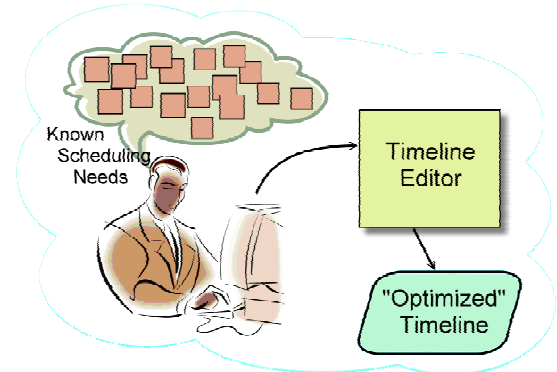 Known
Scheduling
Needs
Timeline
Editor
"Optimized"
Timeline